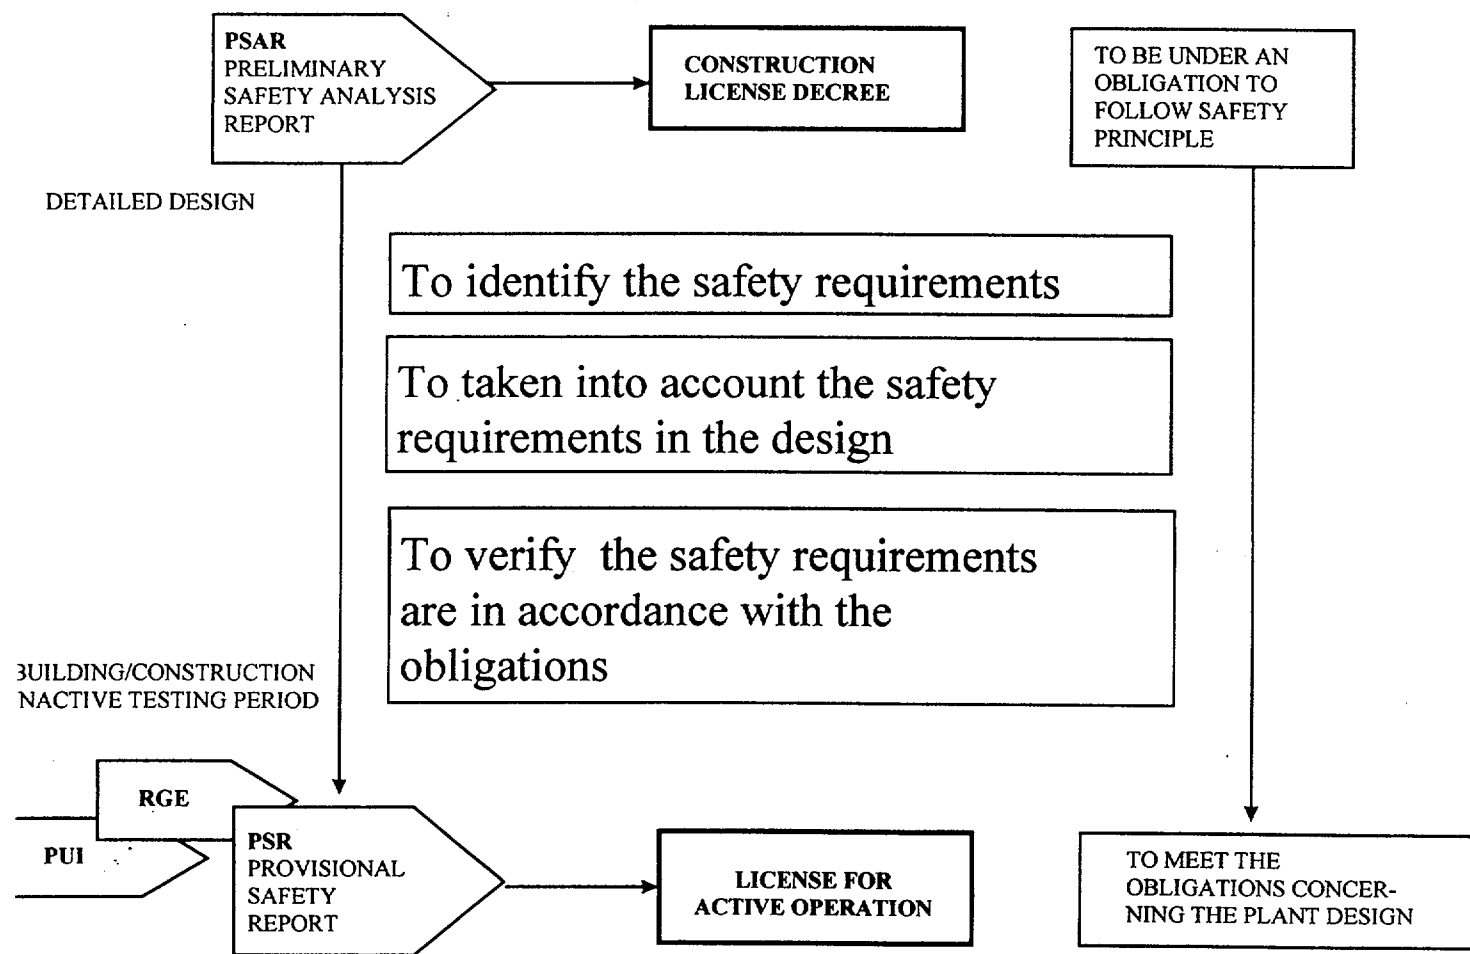 PSAR
PRELIMINARY
SAFETY ANALYSIS
REPORT
CONSTRUCTION
LICENSE DECREE
TO BE UNDER AN
OBLIGATION TO
FOLLOW SAFETY
PRINCIPLE
DETAILED DESIGN
To identify the safety requirements
To taken into account the safety
requirements in the design
To verify the safety requirements
are in accordance with the
obligations
BUILDING/CONSTRUCTION
NACTIVE TESTING PERIOD
RGE
PUI
PSR
PROVISIONAL
SAFETY
REPORT
LICENSE FOR
ACTIVE OPERATION
TO MEET THE
OBLIGATIONS CONCER-
NING THE PLANT DESIGN